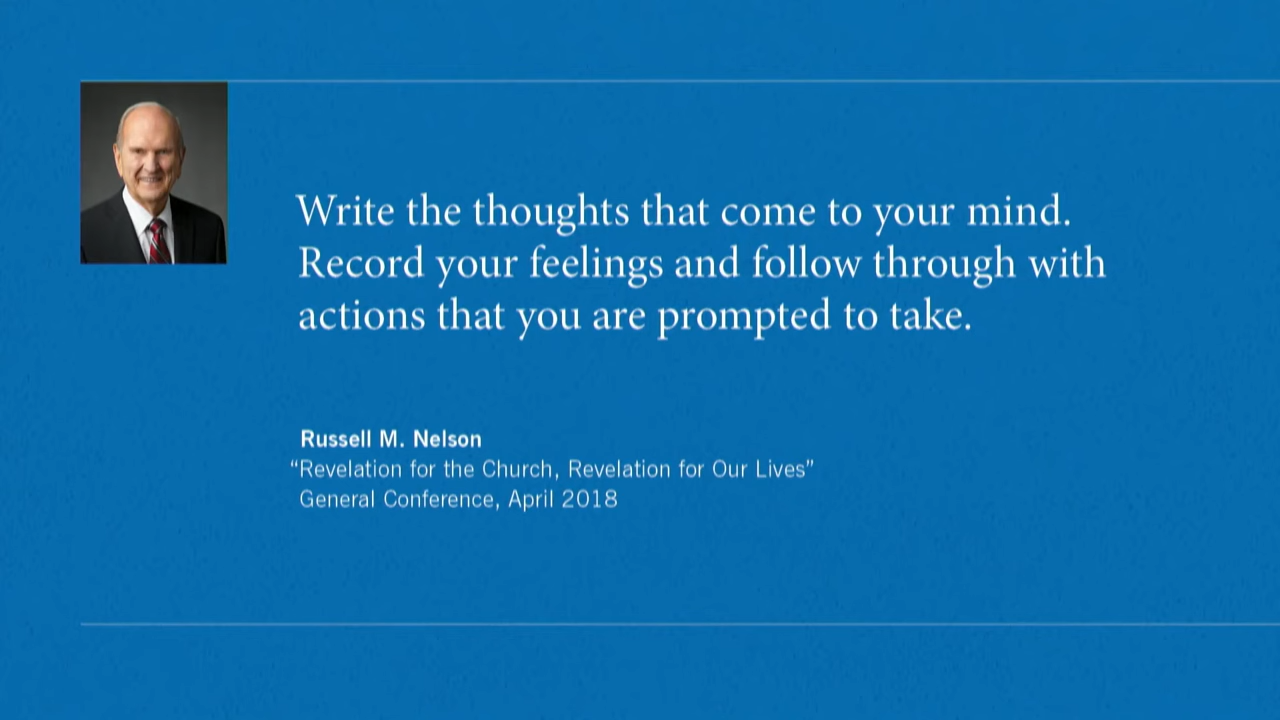 Write the thoughts that come to your mind.
Record your feelings and follow through with
actions that you are prompted to take.
Russell M. Nelson
“Revelation for the Church, Revelation for Our Lives”
General Conference, April 2018